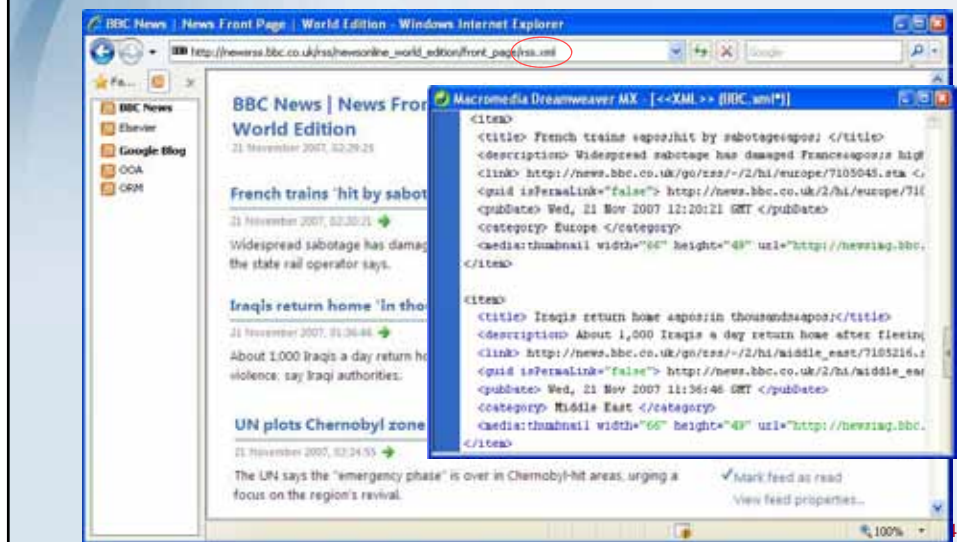 BBC News | News Front Page | World Edition - Windows Internet Explorer
http://newsrss.bbc.co.uk/rss/newsonline_world_edition/front_page/rss.xml
Google
Fa...
BBC News
Elsevier
Google Blog
OOA
ORM
BBC News | News Fron
World Edition
21 November 2007, 02:29:25
French trains 'hit by sabot
21 November 2007, 02:20:21
Widespread sabotage has damag
the state rail operator says.
Iraqis return home 'in tho
21 November 2007, 01:36:46
About 1,000 Iraqis a day return ho
violence, say Iraqi authorities.
UN plots Chernobyl zone
21 November 2007, 02:24:55
The UN says the "emergency phase" is over in Chernobyl-hit areas, urging a
focus on the region's revival.
Macromedia Dreamweaver MX - [<<XML>> (BBC.xml*)]
<item>
<title> French trains &apos;hit by sabotage&apos; </title>
<description> Widespread sabotage has damaged France&apos;s high
<link> http://news.bbc.co.uk/go/rss/-/2/hi/europe/7105045.stm </
<guid isPermaLink="false"> http://news.bbc.co.uk/2/hi/europe/710
<pubDate> Wed, 21 Nov 2007 12:20:21 GMT </pubDate>
<category> Europe </category>
<media:thumbnail width="66" height="49" url="http://newsimg.bbc.
</item>
<item>
<title> Iraqis return home &apos;in thousands&apos;</title>
<description> About 1,000 Iraqis a day return home after fleeing
<link> http://news.bbc.co.uk/go/rss/-/2/hi/middle_east/7105216.s
<guid isPermaLink="false"> http://news.bbc.co.uk/2/hi/middle_eas
<pubDate> Wed, 21 Nov 2007 11:36:46 GMT </pubDate>
<category> Middle East </category>
<media:thumbnail width="66" height="49" url="http://newsimg.bbc.
</item>
Mark feed as read
View feed properties...
100%